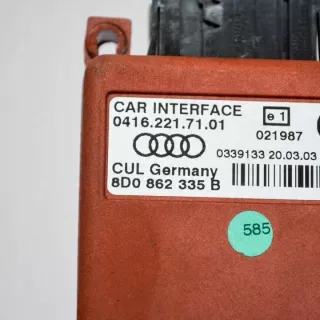 CAR INTERFACE
0416.221.71.01
e 1
021987
0339133 20.03.03
CUL Germany
8D0 862 335 B
585